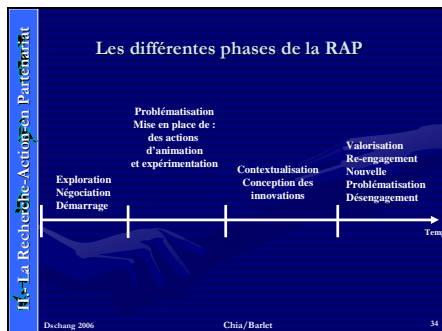 Les différentes phases de la RAP
II.- La Recherche-Action en Partenariat
Problématisation
Mise en place de :
des actions
d'animation
et expérimentation
Exploration
Négociation
Démarrage
Contextualisation
Conception des
innovations
Valorisation
Re-engagement
Nouvelle
Problématisation
Désengagement
Temp
Dschang 2006
Chia/Barlet
34